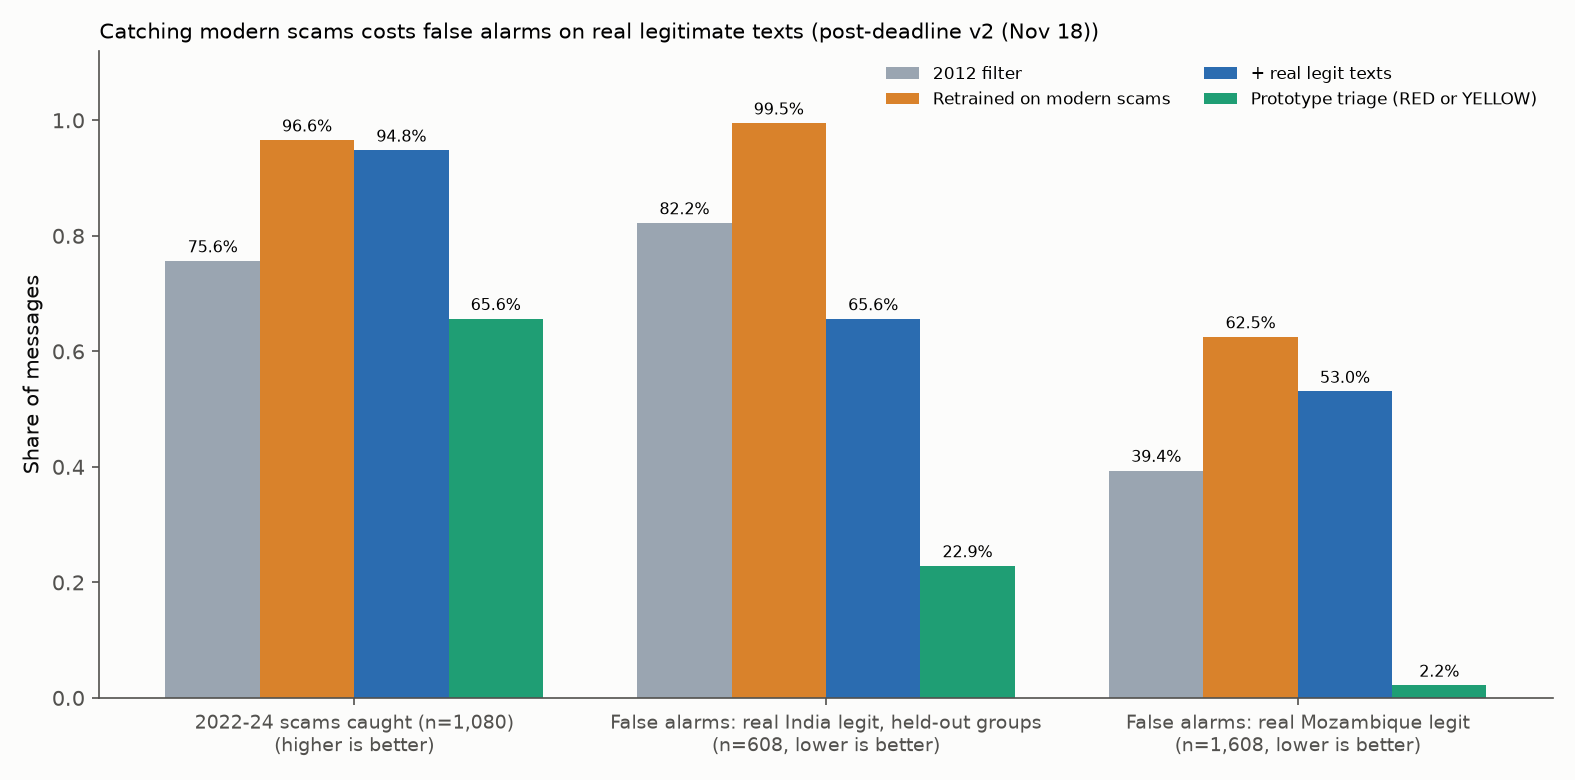 Catching modern scams costs false alarms on real legitimate texts (post-deadline v2 (Nov 18))
2012 filter
Retrained on modern scams
+ real legit texts
Prototype triage (RED or YELLOW)
Share of messages
1.0
0.8
0.6
0.4
0.2
0.0
75.6%
96.6%
94.8%
65.6%
82.2%
99.5%
65.6%
22.9%
39.4%
62.5%
53.0%
2.2%
2022-24 scams caught (n=1,080)
(higher is better)
False alarms: real India legit, held-out groups
(n=608, lower is better)
False alarms: real Mozambique legit
(n=1,608, lower is better)